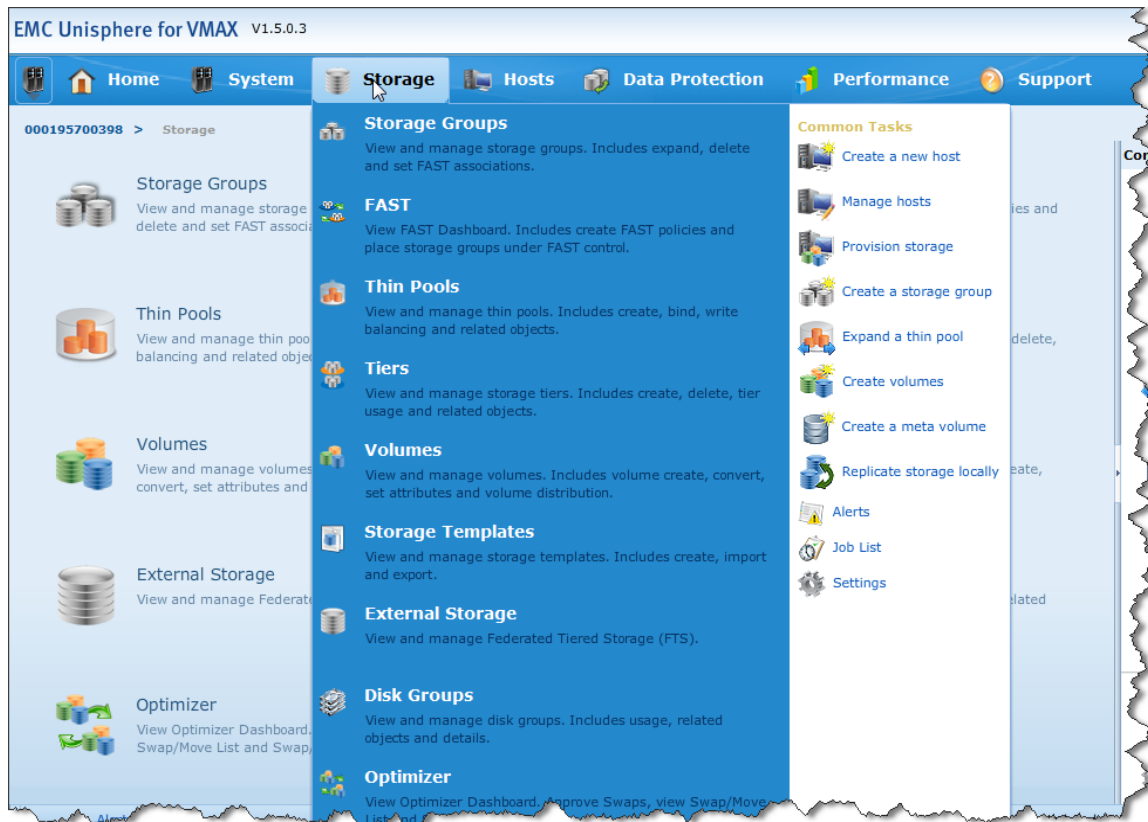 EMC Unisphere for VMAX V1.5.0.3
Home System Storage Hosts Data Protection Performance Support
000195700398 > Storage
Storage Groups
View and manage storage
delete and set FAST
Thin Pools
View and manage thin
balancing and related
Volumes
View and manage volumes
convert, set attributes and
External Storage
View and manage
Optimizer
View Optimizer Dashboard.
Swap/Move List and
Storage Groups
View and manage storage groups. Includes expand, delete
and set FAST associations.
FAST
View FAST Dashboard. Includes create FAST policies and
place storage groups under FAST control.
Thin Pools
View and manage thin pools. Includes create, bind, write
balancing and related objects.
Tiers
View and manage storage tiers. Includes create, delete, tier
usage and related objects.
Volumes
View and manage volumes. Includes volume create, convert,
set attributes and volume distribution.
Storage Templates
View and manage storage templates. Includes create, import
and export.
External Storage
View and manage Federated Tiered Storage (FTS).
Disk Groups
View and manage disk groups. Includes usage, related
objects and details.
Optimizer
View Optimizer Dashboard. Approve Swaps, view Swap/Move
Common Tasks
Create a new host
Manage hosts
Provision storage
Create a storage group
Expand a thin pool
Create volumes
Create a meta volume
Replicate storage locally
Alerts
Job List
Settings
and
delete,